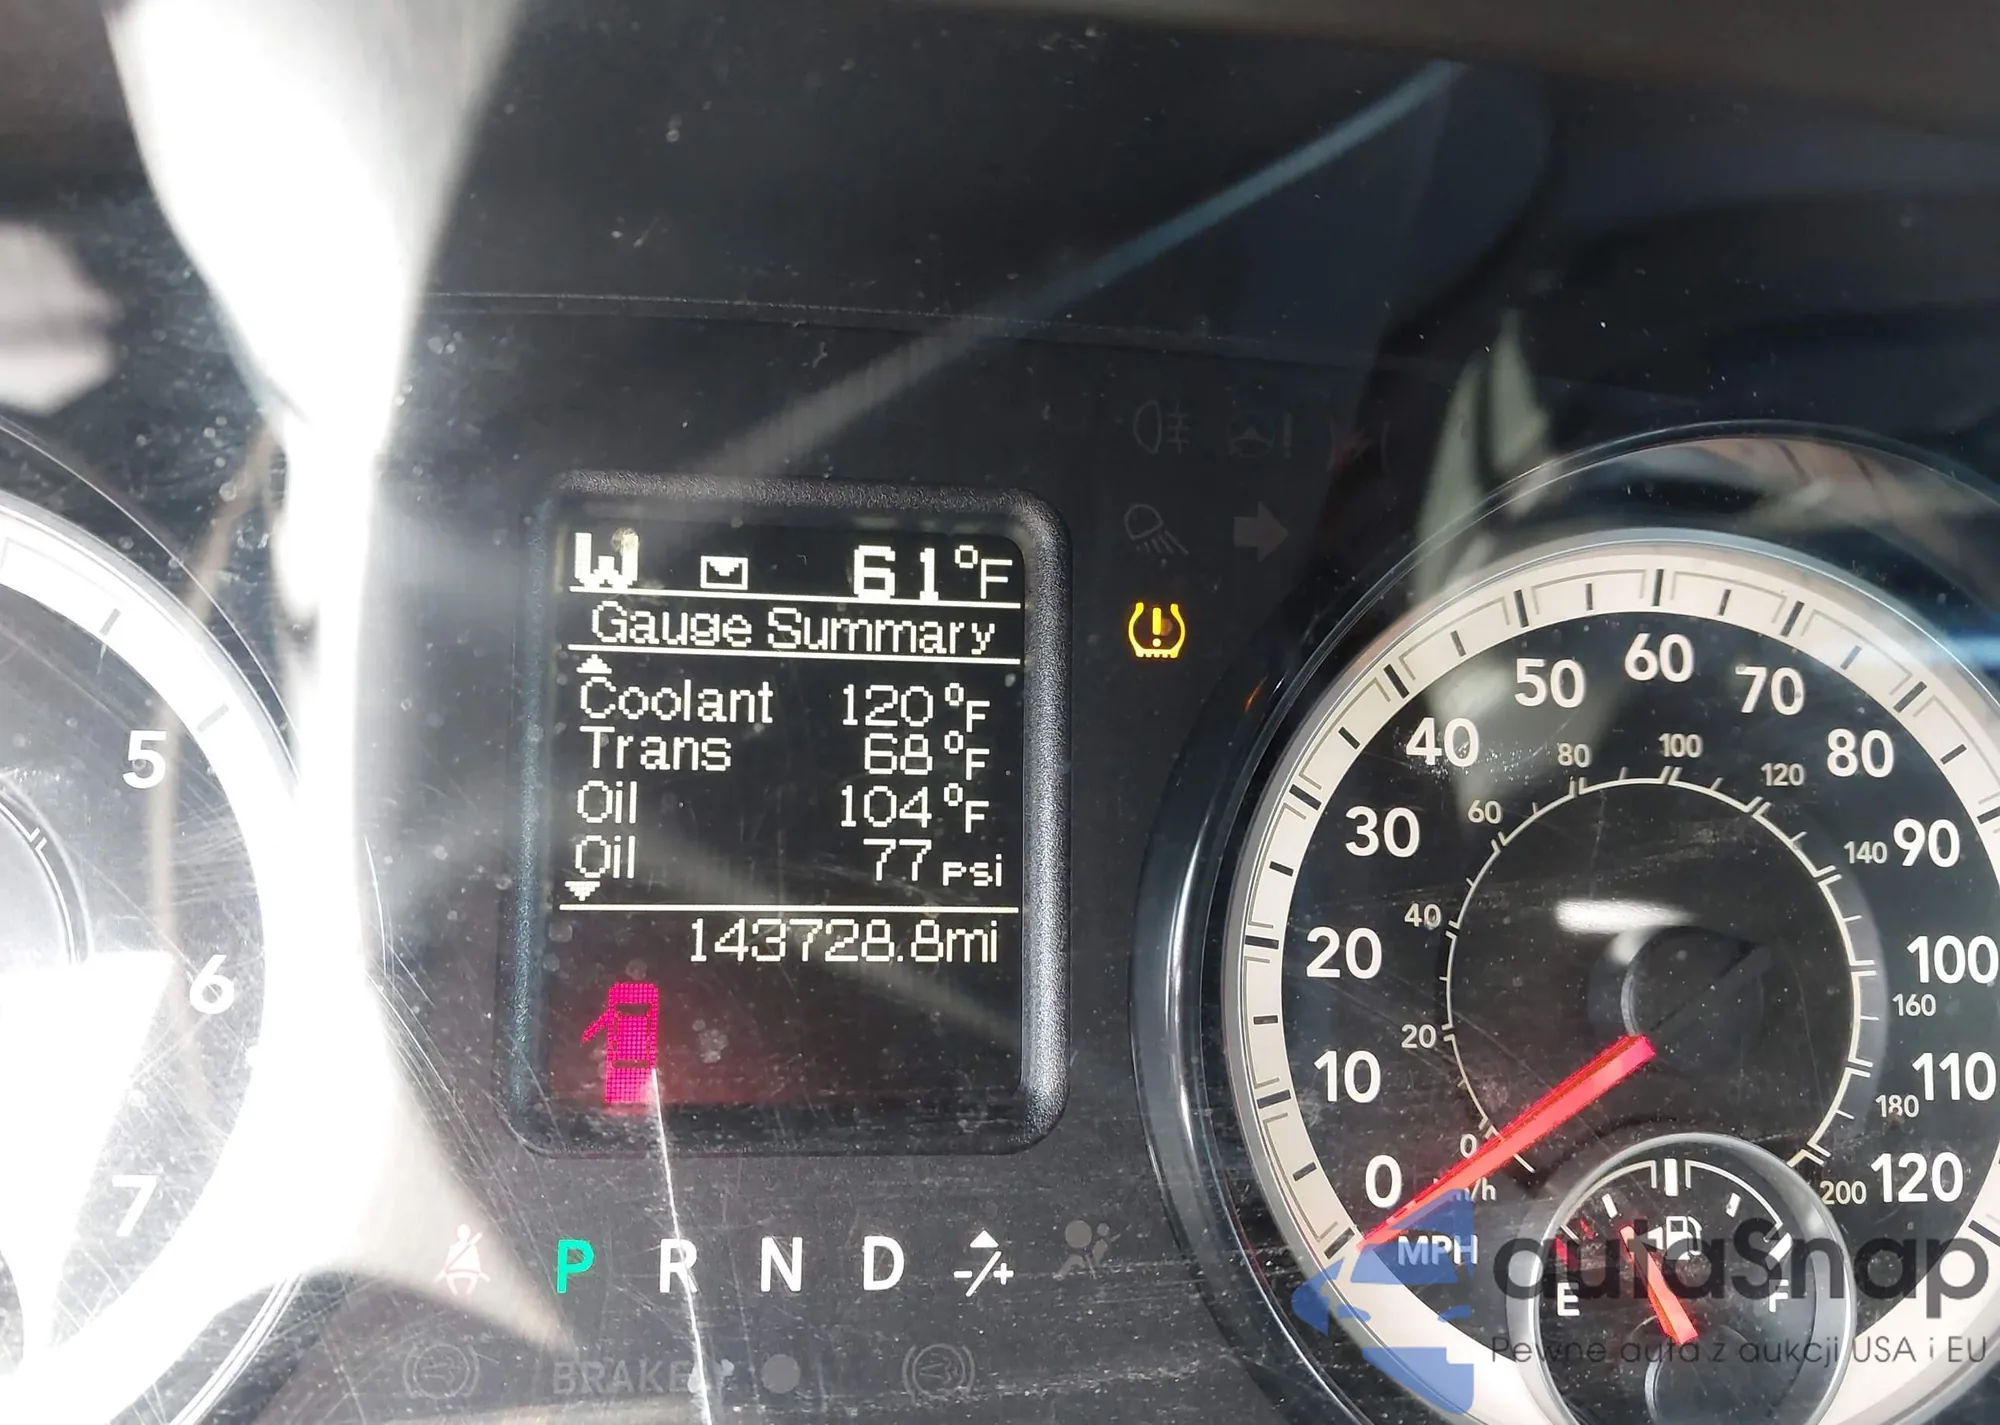 W 61°F
Gauge Summary
Coolant 120°F
Trans 68°F
Oil 104°F
Oil 77 psi
143728.8mi
P R N D -/+
BRAKE
5
6
7
0 10 20 30 40 50 60 70 80 90 100 110 120
MPH
0 20 40 60 80 100 120 140 160 180 200
E F
autaSnap
Pewne auta z aukcji USA i EU